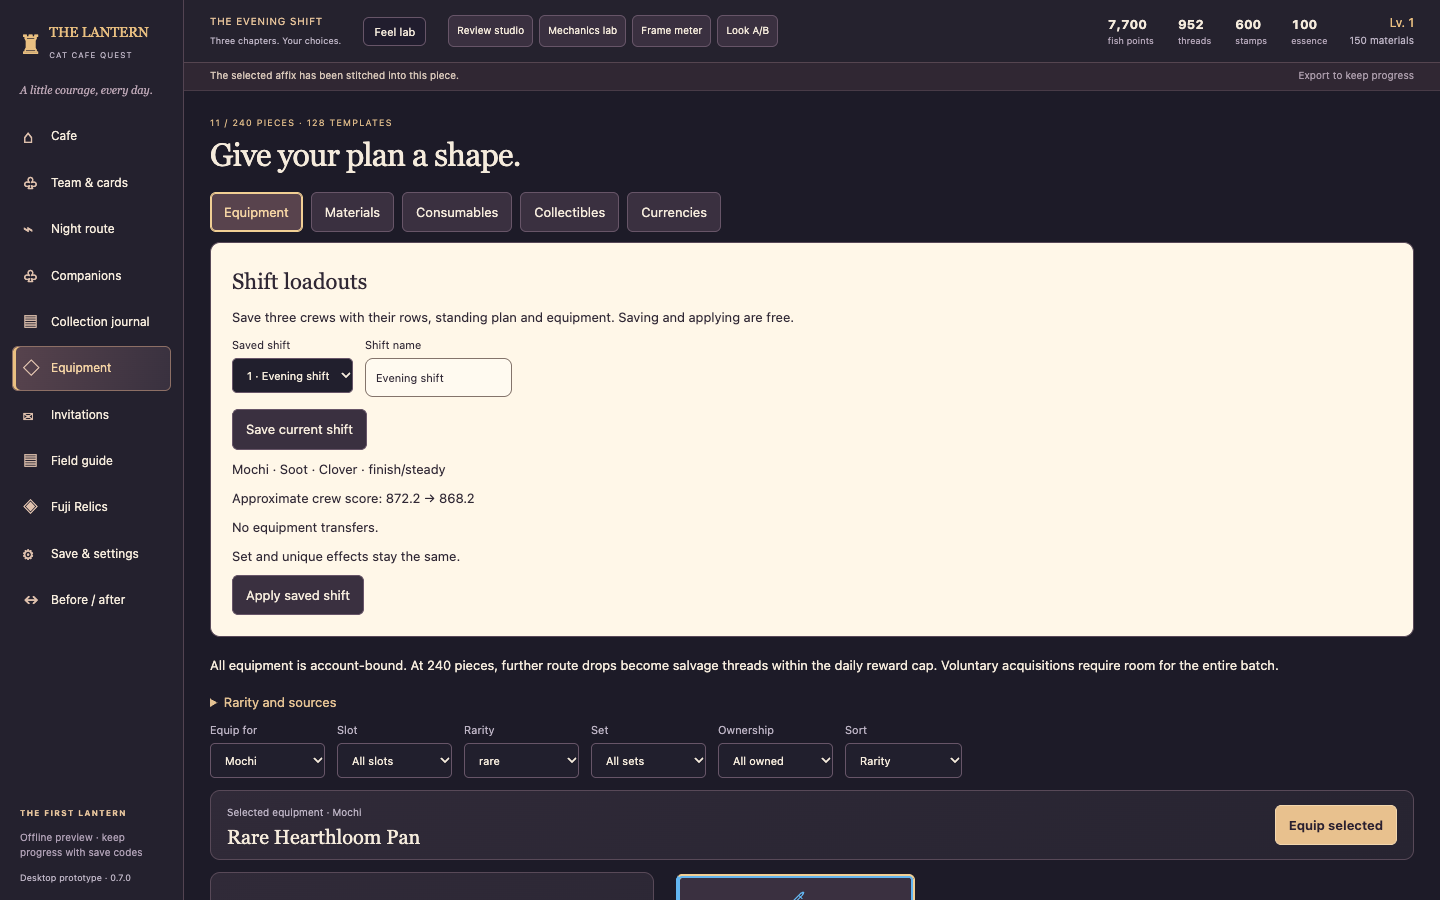 THE LANTERN
CAT CAFE QUEST
A little courage, every day.
Cafe
Team & cards
Night route
Companions
Collection journal
Equipment
Invitations
Field guide
Fuji Relics
Save & settings
Before / after
THE FIRST LANTERN
Offline preview · keep
progress with save codes
Desktop prototype · 0.7.0
THE EVENING SHIFT
Three chapters. Your choices.
Feel lab
Review studio
Mechanics lab
Frame meter
Look A/B
7,700
fish points
952
threads
600
stamps
100
essence
Lv. 1
150 materials
The selected affix has been stitched into this piece.
Export to keep progress
11 / 240 PIECES · 128 TEMPLATES
Give your plan a shape.
Equipment
Materials
Consumables
Collectibles
Currencies
Shift loadouts
Save three crews with their rows, standing plan and equipment. Saving and applying are free.
Saved shift
Shift name
1 · Evening shift
Evening shift
Save current shift
Mochi · Soot · Clover · finish/steady
Approximate crew score: 872.2 → 868.2
No equipment transfers.
Set and unique effects stay the same.
Apply saved shift
All equipment is account-bound. At 240 pieces, further route drops become salvage threads within the daily reward cap. Voluntary acquisitions require room for the entire batch.
Rarity and sources
Equip for
Slot
Rarity
Set
Ownership
Sort
Mochi
All slots
rare
All sets
All owned
Rarity
Selected equipment · Mochi
Rare Hearthloom Pan
Equip selected